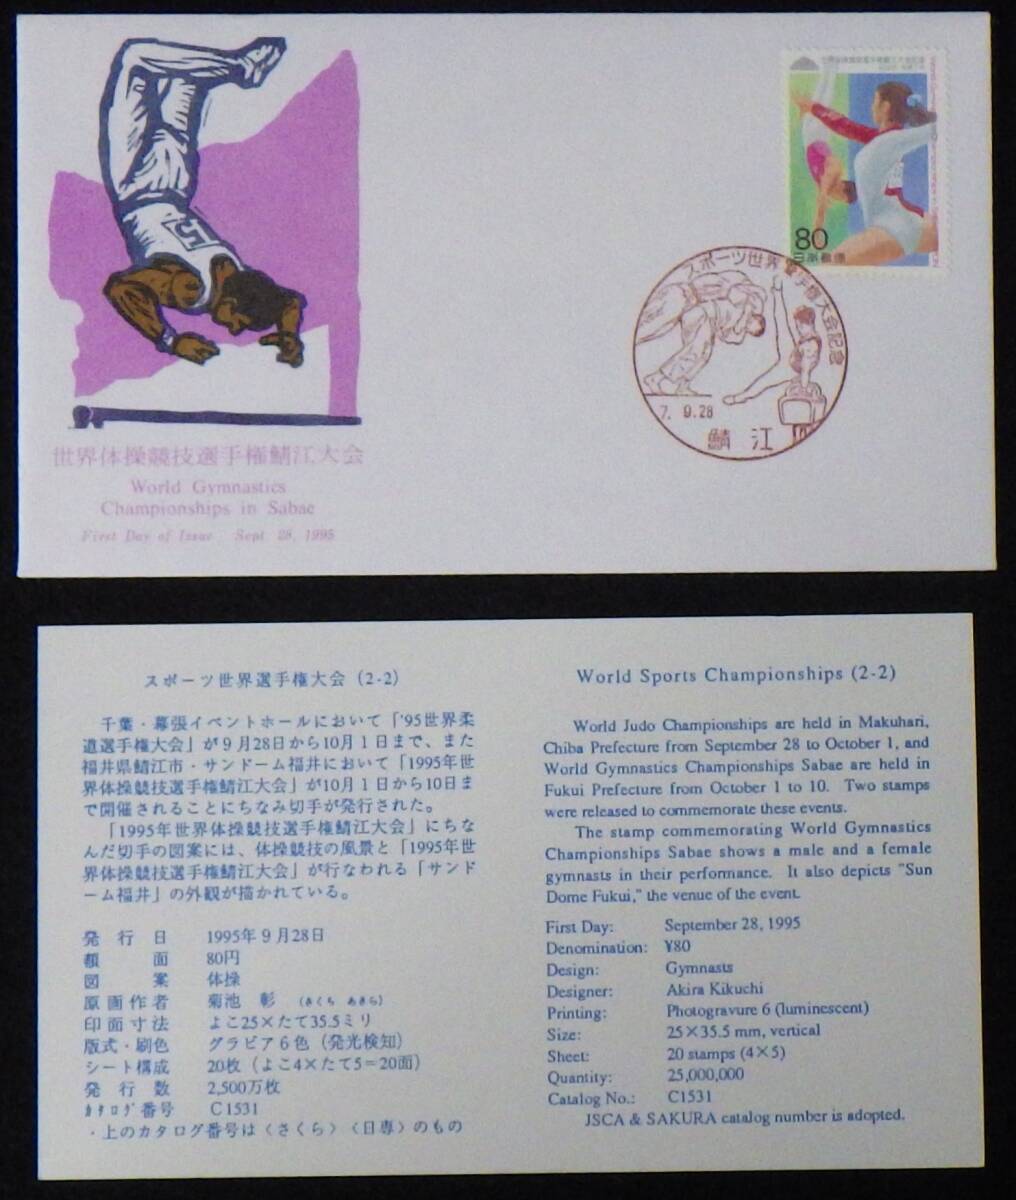 80
日本郵便
スポーツ世界選手権大会記念
7. 9.28
鯖江
世界体操競技選手権鯖江大会
World Gymnastics
Championships in Sabae
First Day of Issue Sept. 28, 1995
スポーツ世界選手権大会 (2-2)
千葉・幕張イベントホールにおいて「'95世界柔
道選手権大会」が9月28日から10月1日まで、また
福井県鯖江市・サンドーム福井において「1995年世
界体操競技選手権鯖江大会」が10月1日から10日ま
で開催されることにちなみ切手が発行された。
「1995年世界体操競技選手権鯖江大会」にちな
んだ切手の図案には、体操競技の風景と「1995年世
界体操競技選手権鯖江大会」が行なわれる「サンド
ーム福井」の外観が描かれている。
発行日 1995年9月28日
額面 80円
図案 体操
原画作者 菊池 彰 (きくち あきら)
印面寸法 よこ25×たて35.5ミリ
版式・刷色 グラビア6色 (発光検知)
シート構成 20枚 (よこ4×たて5=20面)
発行数 2,500万枚
カタログ番号 C1531
・上のカタログ番号は〈さくら〉〈日専〉のもの
World Sports Championships (2-2)
World Judo Championships are held in Makuhari,
Chiba Prefecture from September 28 to October 1, and
World Gymnastics Championships Sabae are held in
Fukui Prefecture from October 1 to 10. Two stamps
were released to commemorate these events.
The stamp commemorating World Gymnastics
Championships Sabae shows a male and a female
gymnasts in their performance. It also depicts "Sun
Dome Fukui," the venue of the event.
First Day: September 28, 1995
Denomination: ¥80
Design: Gymnasts
Designer: Akira Kikuchi
Printing: Photogravure 6 (luminescent)
Size: 25×35.5 mm, vertical
Sheet: 20 stamps (4×5)
Quantity: 25,000,000
Catalog No.: C1531
JSCA & SAKURA catalog number is adopted.